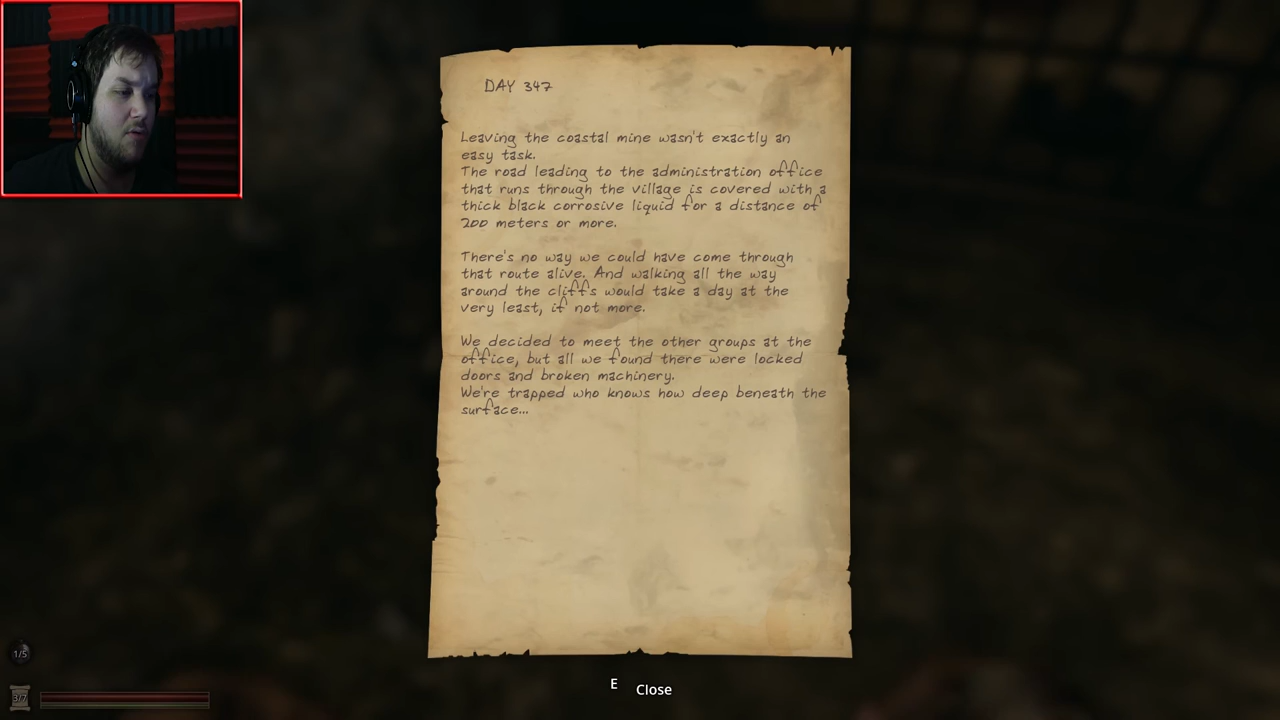 DAY 347
Leaving the coastal mine wasn't exactly an
easy task.
The road leading to the administration office
that runs through the village is covered with a
thick black corrosive liquid for a distance of
200 meters or more.
There's no way we could have come through
that route alive. And walking all the way
around the cliffs would take a day at the
very least, if not more.
We decided to meet the other groups at the
office, but all we found there were locked
doors and broken machinery.
We're trapped who knows how deep beneath the
surface...
1/5
3/7
E Close